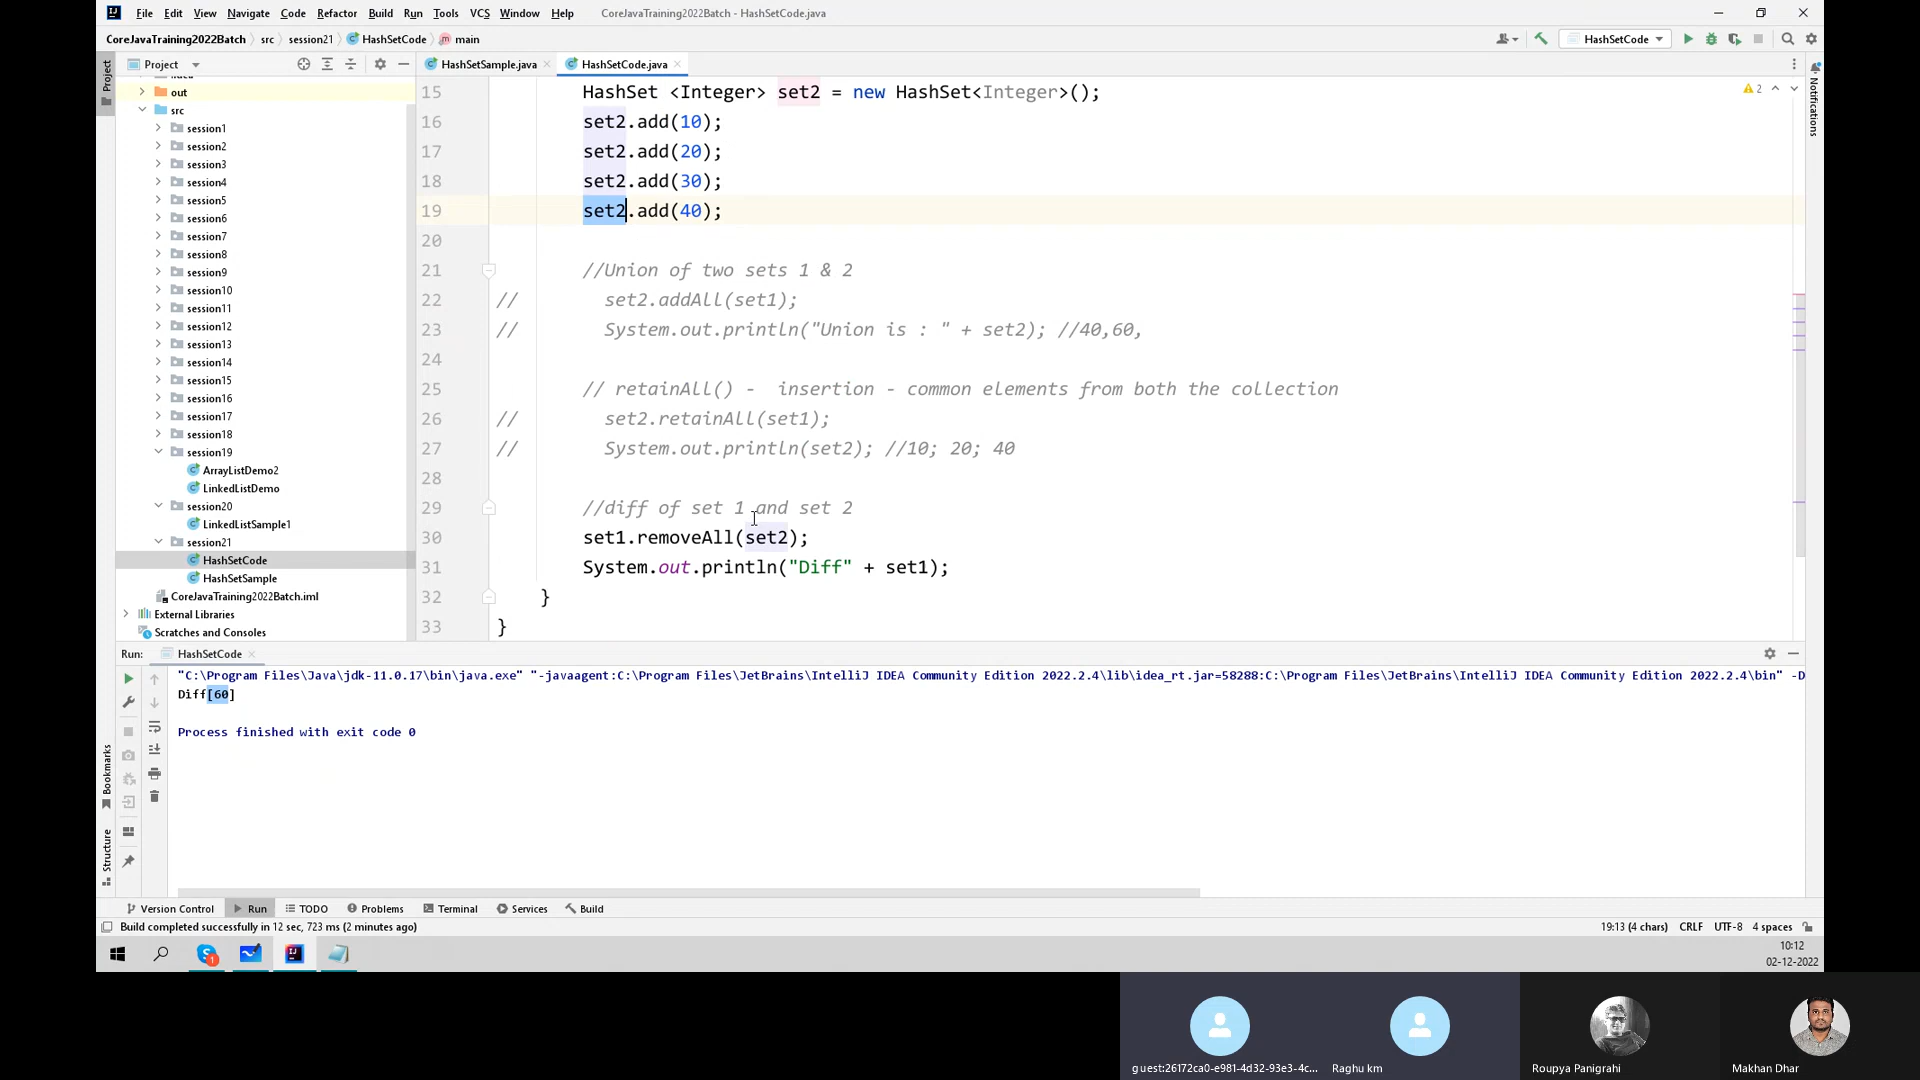 File Edit View Navigate Code Refactor Build Run Tools VCS Window Help CoreJavaTraining2022Batch - HashSetCode.java
CoreJavaTraining2022Batch src session21 HashSetCode main HashSetCode
Project HashSetSample.java HashSetCode.java
Project
Notifications
out
src
session1
session2
session3
session4
session5
session6
session7
session8
session9
session10
session11
session12
session13
session14
session15
session16
session17
session18
session19
ArrayListDemo2
LinkedListDemo
session20
LinkedListSample1
session21
HashSetCode
HashSetSample
CoreJavaTraining2022Batch.iml
External Libraries
Scratches and Consoles
2
15 HashSet <Integer> set2 = new HashSet<Integer>();
16 set2.add(10);
17 set2.add(20);
18 set2.add(30);
19 set2.add(40);
20
21 //Union of two sets 1 & 2
22 // set2.addAll(set1);
23 // System.out.println("Union is : " + set2); //40,60,
24
25 // retainAll() - insertion - common elements from both the collection
26 // set2.retainAll(set1);
27 // System.out.println(set2); //10; 20; 40
28
29 //diff of set 1 and set 2
30 set1.removeAll(set2);
31 System.out.println("Diff" + set1);
32 }
33 }
Run: HashSetCode
"C:\Program Files\Java\jdk-11.0.17\bin\java.exe" "-javaagent:C:\Program Files\JetBrains\IntelliJ IDEA Community Edition 2022.2.4\lib\idea_rt.jar=58288:C:\Program Files\JetBrains\IntelliJ IDEA Community Edition 2022.2.4\bin" -D
Diff[60]
Process finished with exit code 0
Bookmarks
Structure
Version Control Run TODO Problems Terminal Services Build
Build completed successfully in 12 sec, 723 ms (2 minutes ago) 19:13 (4 chars) CRLF UTF-8 4 spaces
1
10:12
02-12-2022
guest:26172ca0-e981-4d32-93e3-4c... Raghu km Roupya Panigrahi Makhan Dhar